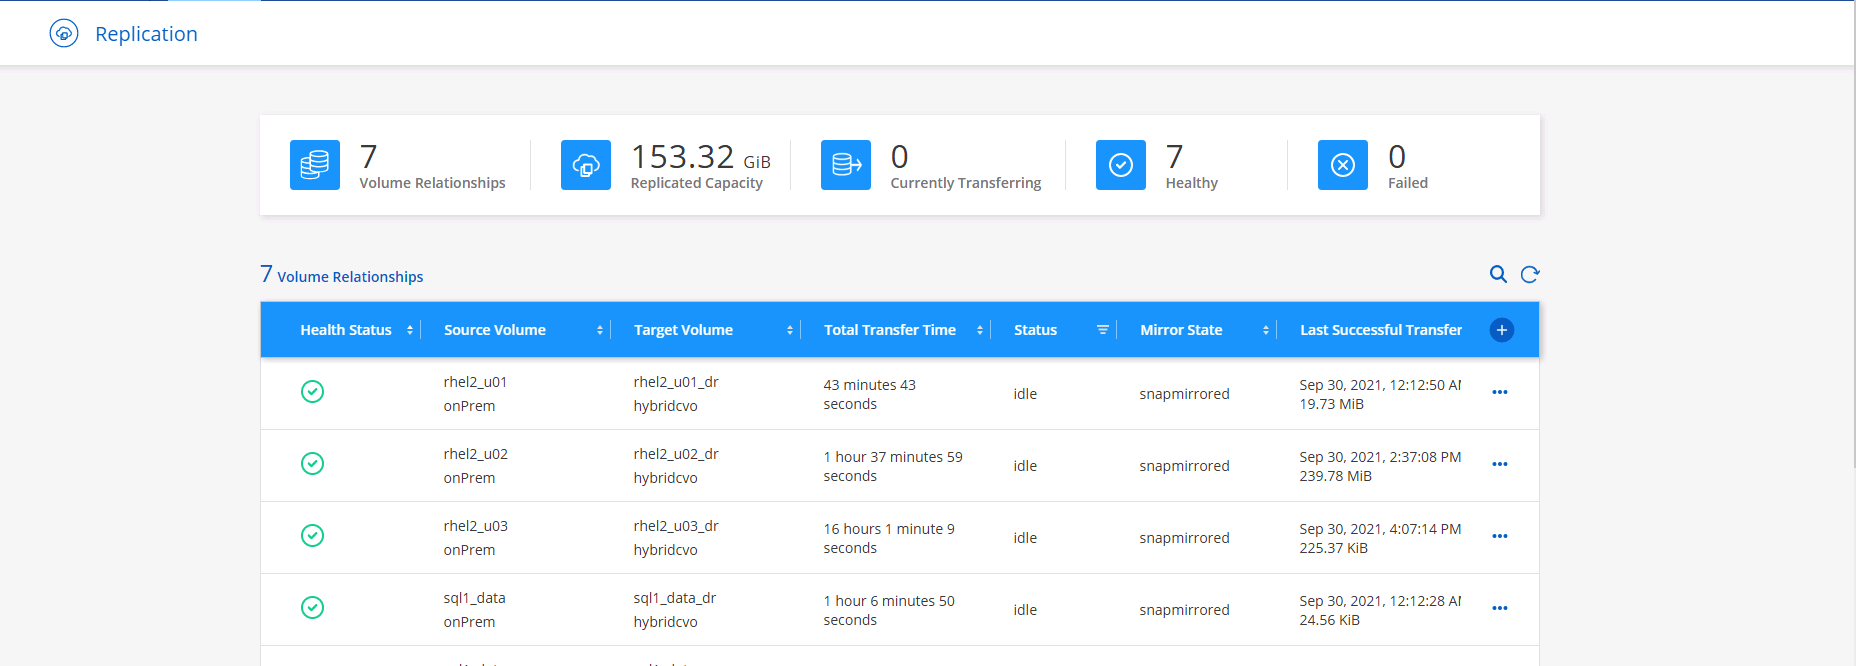 Replication
7
Volume Relationships
153.32 GiB
Replicated Capacity
0
Currently Transferring
7
Healthy
0
Failed
7 Volume Relationships
Health Status Source Volume Target Volume Total Transfer Time Status Mirror State Last Successful Transfer
rhel2_u01
onPrem
rhel2_u01_dr
hybridcvo
43 minutes 43
seconds
idle
snapmirrored
Sep 30, 2021, 12:12:50
19.73 MiB
rhel2_u02
onPrem
rhel2_u02_dr
hybridcvo
1 hour 37 minutes 59
seconds
idle
snapmirrored
Sep 30, 2021, 2:37:08 PM
239.78 MiB
rhel2_u03
onPrem
rhel2_u03_dr
hybridcvo
16 hours 1 minute 9
seconds
idle
snapmirrored
Sep 30, 2021, 4:07:14 PM
225.37 KiB
sql1_data
onPrem
sql1_data_dr
hybridcvo
1 hour 6 minutes 50
seconds
idle
snapmirrored
Sep 30, 2021, 12:12:28
24.56 KiB